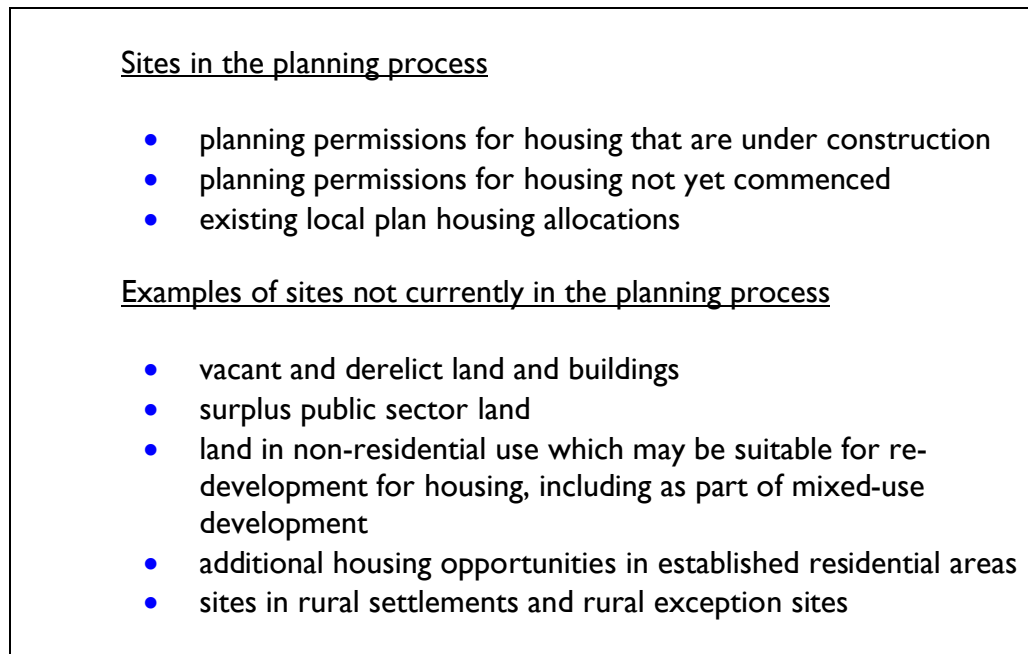 Sites in the planning process
• planning permissions for housing that are under construction
• planning permissions for housing not yet commenced
• existing local plan housing allocations
Examples of sites not currently in the planning process
• vacant and derelict land and buildings
• surplus public sector land
• land in non-residential use which may be suitable for re-
development for housing, including as part of mixed-use
development
• additional housing opportunities in established residential areas
• sites in rural settlements and rural exception sites